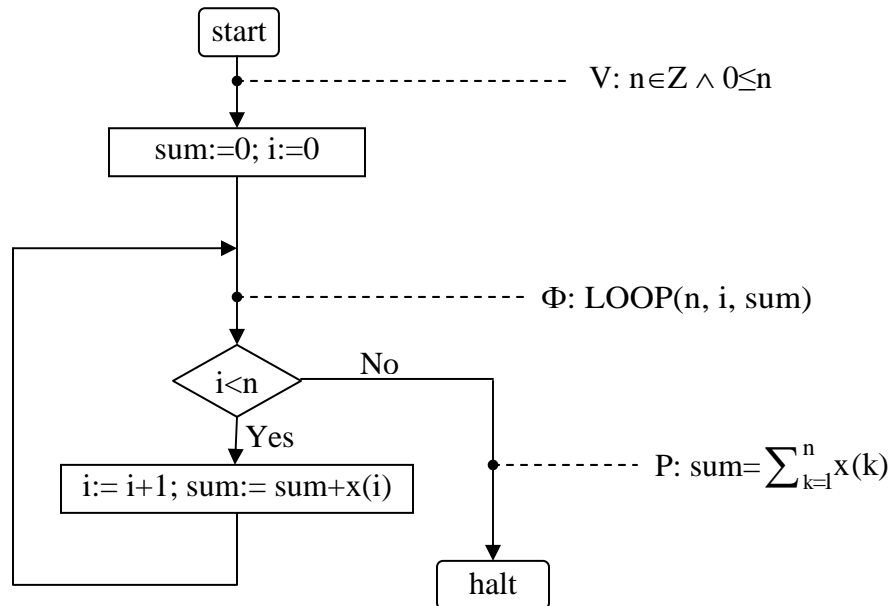 start
V: n∈Z ∧ 0≤n
sum:=0; i:=0
Φ: LOOP(n, i, sum)
i<n
No
Yes
P: sum=∑ⁿₖ₌₁x(k)
i:= i+1; sum:= sum+x(i)
halt